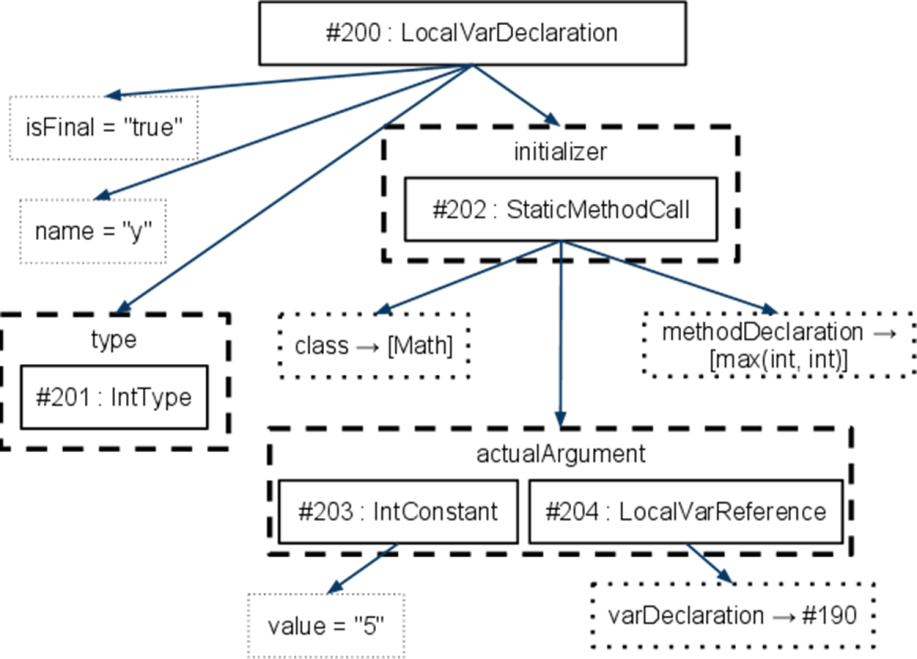 #200 : LocalVarDeclaration
isFinal = "true"
initializer
#202 : StaticMethodCall
name = "y"
type
#201 : IntType
class → [Math]
methodDeclaration →
[max(int, int)]
actualArgument
#203 : IntConstant
#204 : LocalVarReference
value = "5"
varDeclaration → #190